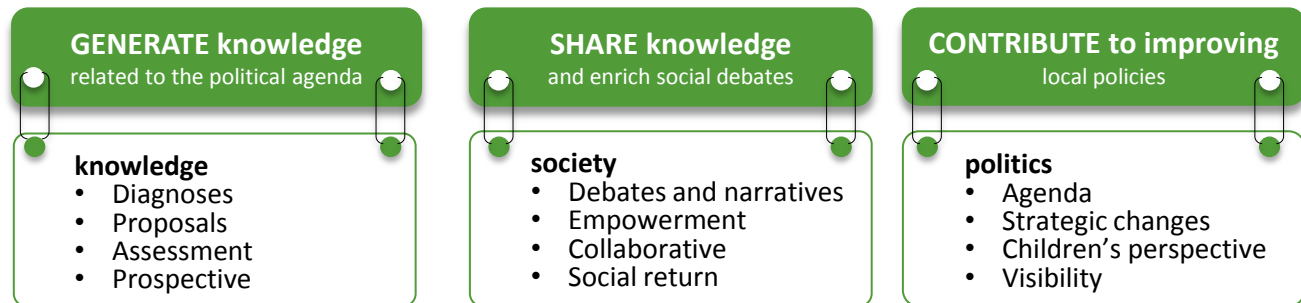 GENERATE knowledge
related to the political agenda
knowledge
• Diagnoses
• Proposals
• Assessment
• Prospective
SHARE knowledge
and enrich social debates
society
• Debates and narratives
• Empowerment
• Collaborative
• Social return
CONTRIBUTE to improving
local policies
politics
• Agenda
• Strategic changes
• Children’s perspective
• Visibility